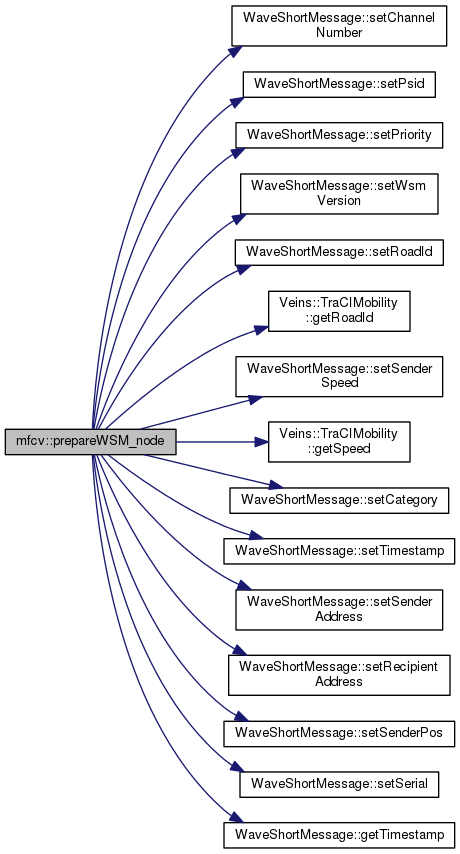 WaveShortMessage::setChannel
Number
WaveShortMessage::setPsid
WaveShortMessage::setPriority
WaveShortMessage::setWsm
Version
WaveShortMessage::setRoadId
Veins::TraCIMobility
::getRoadId
WaveShortMessage::setSender
Speed
mfcv::prepareWSM_node
Veins::TraCIMobility
::getSpeed
WaveShortMessage::setCategory
WaveShortMessage::setTimestamp
WaveShortMessage::setSender
Address
WaveShortMessage::setRecipient
Address
WaveShortMessage::setSenderPos
WaveShortMessage::setSerial
WaveShortMessage::getTimestamp